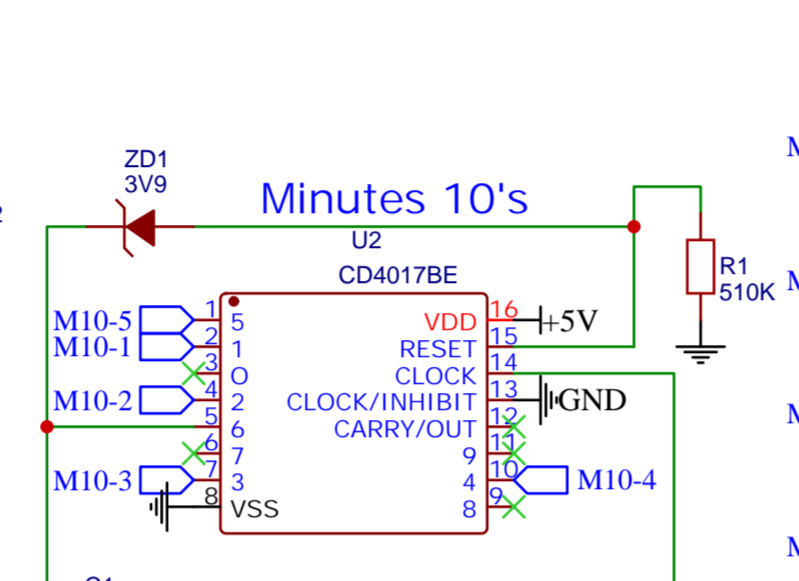 ZD1
3V9
Minutes 10's
U2
CD4017BE
R1
510K
M10-5
1
5
VDD
16
+5V
M10-1
2
1
RESET
15
3
O
CLOCK
14
M10-2
4
2
CLOCK/INHIBIT
13
GND
5
6
CARRY/OUT
12
6
7
9
11
M10-3
7
3
4
10
M10-4
8
VSS
8
9